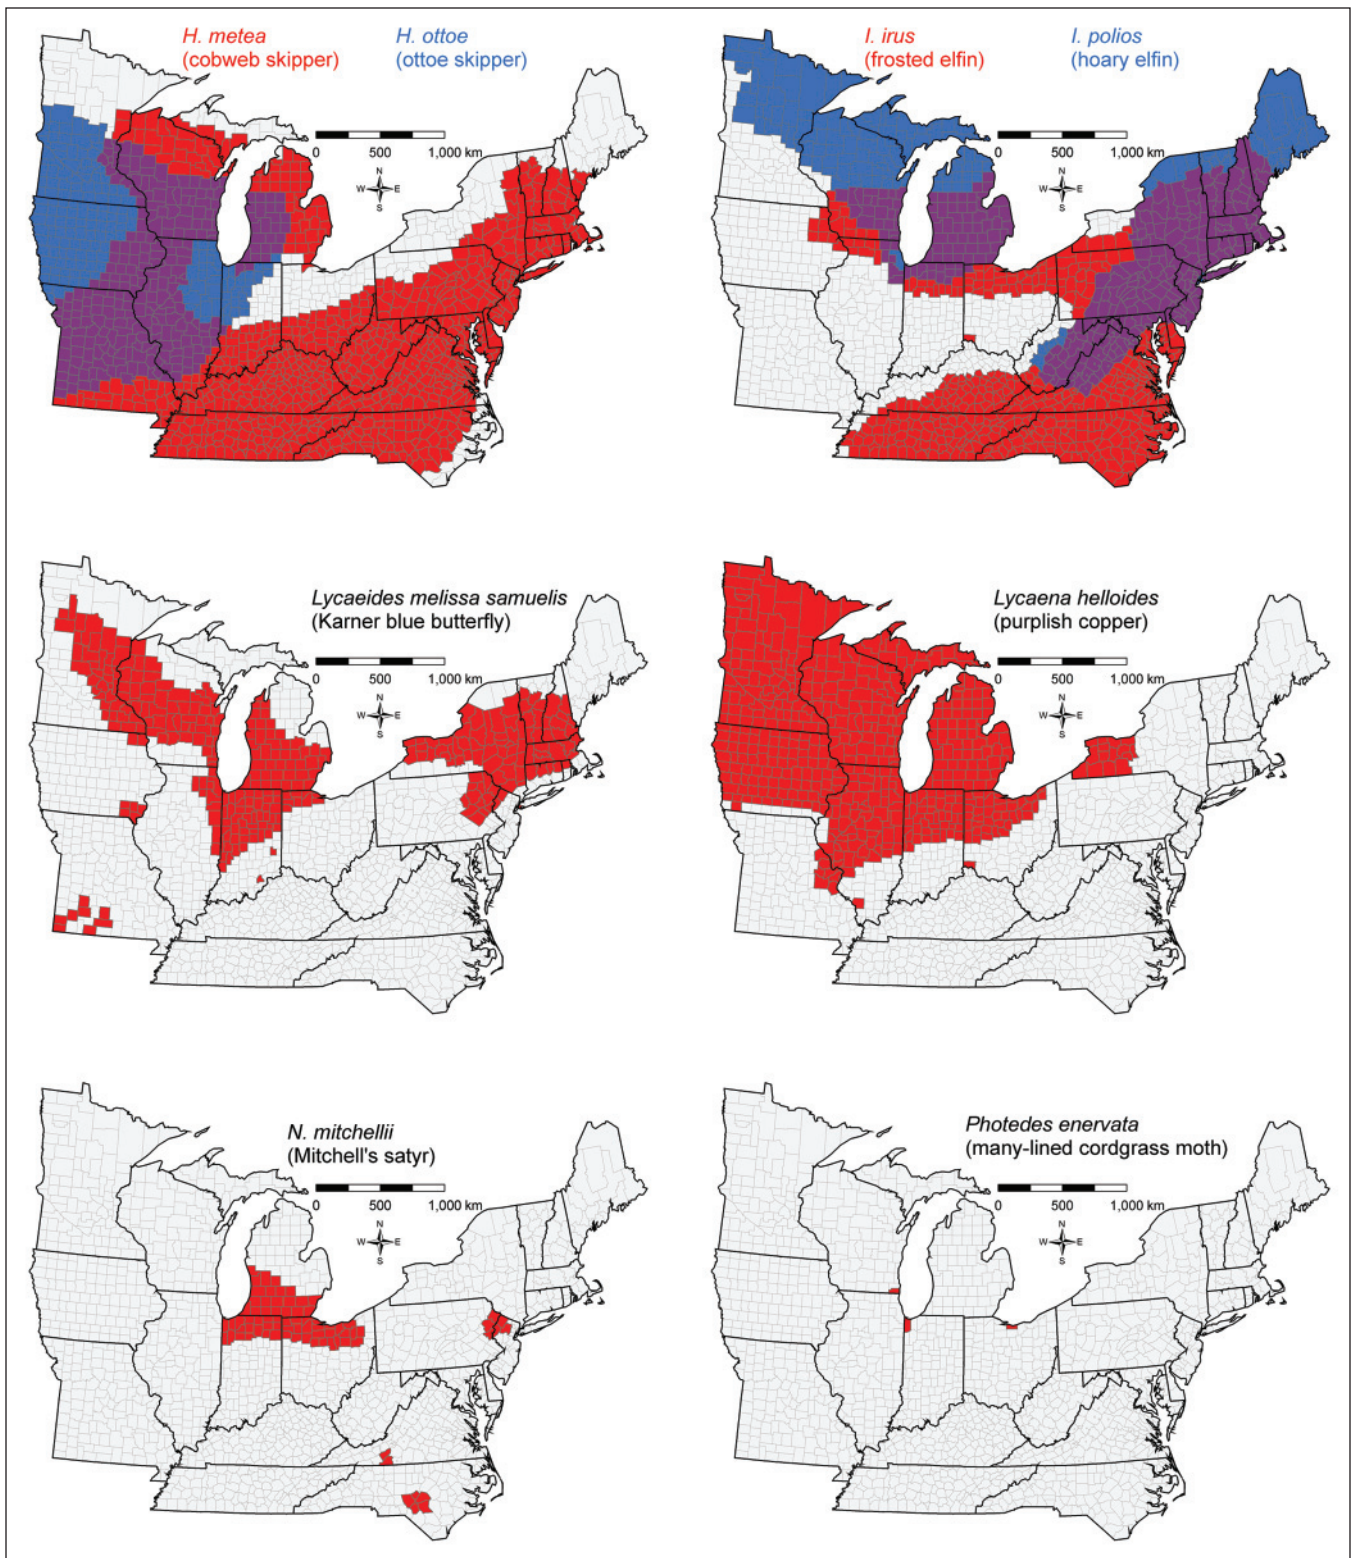 H. metea
(cobweb skipper)
H. ottoe
(ottoe skipper)
0 500 1,000 km
N
W E
S
I. irus
(frosted elfin)
I. polios
(hoary elfin)
0 500 1,000 km
N
W E
S
Lycaeides melissa samuelis
(Karner blue butterfly)
0 500 1,000 km
N
W E
S
Lycaena helloides
(purplish copper)
0 500 1,000 km
N
W E
S
N. mitchellii
(Mitchell's satyr)
0 500 1,000 km
N
W E
S
Photedes enervata
(many-lined cordgrass moth)
0 500 1,000 km
N
W E
S